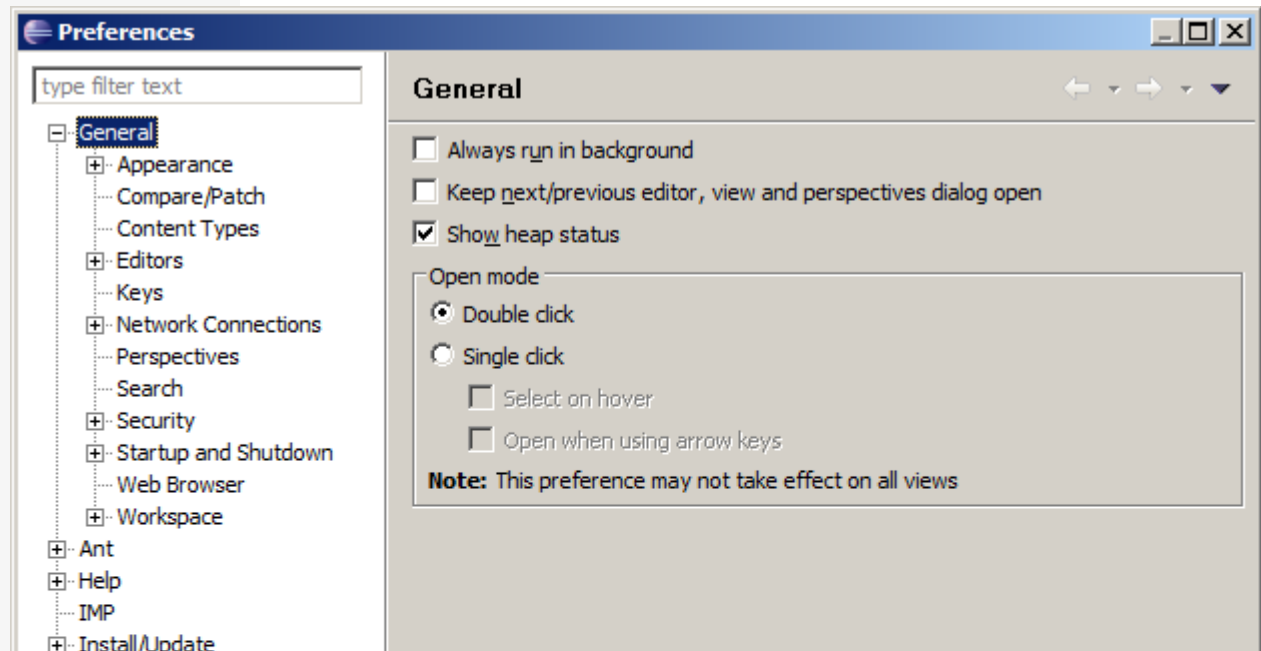 Preferences
type filter text
General
Appearance
Compare/Patch
Content Types
Editors
Keys
Network Connections
Perspectives
Search
Security
Startup and Shutdown
Web Browser
Workspace
Ant
Help
IMP
Install/Update
General
Always run in background
Keep next/previous editor, view and perspectives dialog open
Show heap status
Open mode
Double click
Single click
Select on hover
Open when using arrow keys
Note: This preference may not take effect on all views